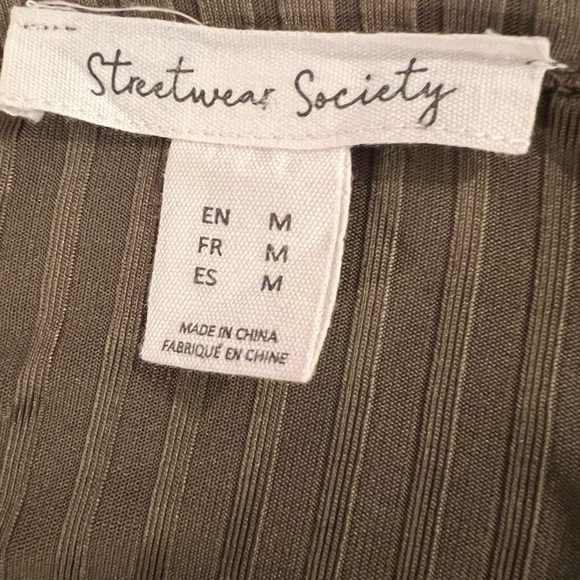 Streetwear Society
EN M
FR M
ES M
MADE IN CHINA
FABRIQUÉ EN CHINE